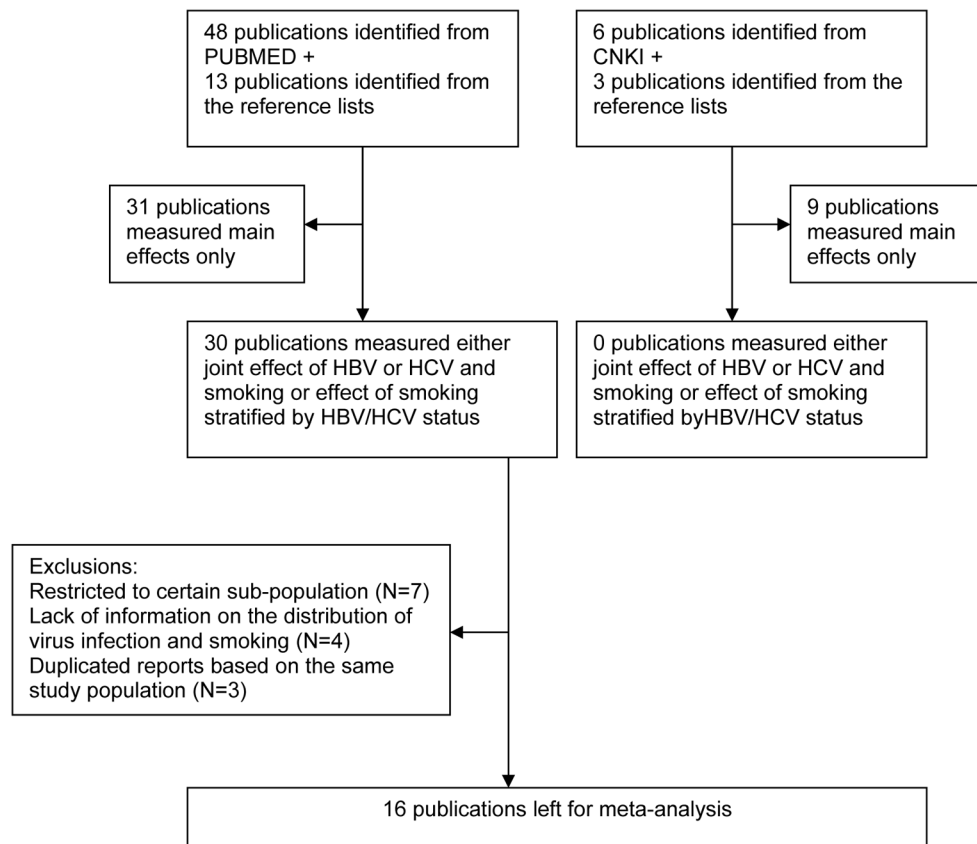 48 publications identified from
PUBMED +
13 publications identified from
the reference lists
6 publications identified from
CNKI +
3 publications identified from the
reference lists
31 publications
measured main
effects only
9 publications
measured main
effects only
30 publications measured either
joint effect of HBV or HCV and
smoking or effect of smoking
stratified by HBV/HCV status
0 publications measured either
joint effect of HBV or HCV and
smoking or effect of smoking
stratified byHBV/HCV status
Exclusions:
Restricted to certain sub-population (N=7)
Lack of information on the distribution of
virus infection and smoking (N=4)
Duplicated reports based on the same
study population (N=3)
16 publications left for meta-analysis